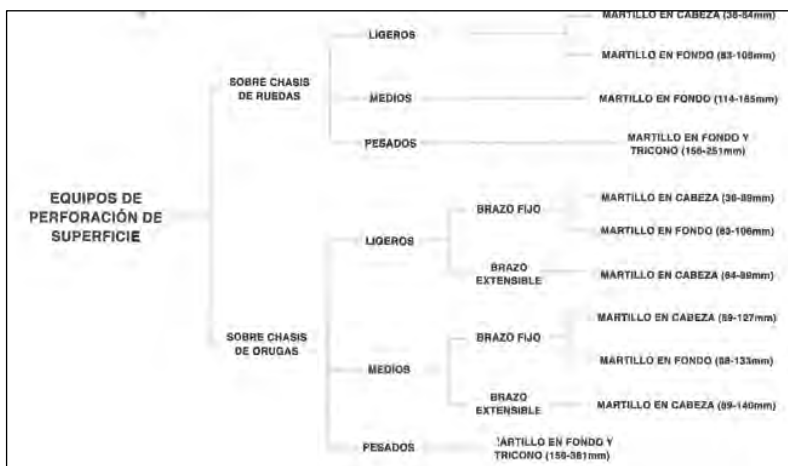 MARTILLO EN CABEZA (36-64mm)
LIGEROS
MARTILLO EN FONDO (83-105mm)
SOBRE CHASIS
DE RUEDAS
MEDIOS
MARTILLO EN FONDO (114-165mm)
PESADOS
MARTILLO EN FONDO Y
TRICONO (156-251mm)
EQUIPOS DE
PERFORACIÓN DE
SUPERFICIE
LIGEROS
BRAZO FIJO
MARTILLO EN CABEZA (36-89mm)
MARTILLO EN FONDO (83-106mm)
BRAZO
EXTENSIBLE
MARTILLO EN CABEZA (64-89mm)
SOBRE CHASIS
DE ORUGAS
MEDIOS
BRAZO FIJO
MARTILLO EN CABEZA (89-127mm)
MARTILLO EN FONDO (88-133mm)
BRAZO
EXTENSIBLE
MARTILLO EN CABEZA (89-140mm)
PESADOS
ARTILLO EN FONDO Y
TRICONO (156-381mm)